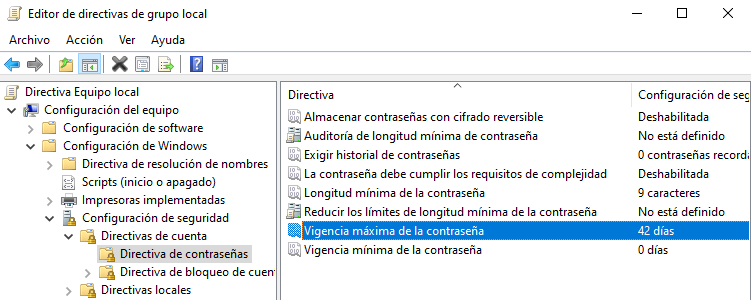 Editor de directivas de grupo local
Archivo Acción Ver Ayuda
Directiva Equipo local
Configuración del equipo
Configuración de software
Configuración de Windows
Directiva de resolución de nombres
Scripts (inicio o apagado)
Impresoras implementadas
Configuración de seguridad
Directivas de cuenta
Directiva de contraseñas
Directiva de bloqueo de cuen
Directivas locales
Directiva Configuración de seg
Almacenar contraseñas con cifrado reversible Deshabilitada
Auditoría de longitud mínima de contraseña No está definido
Exigir historial de contraseñas 0 contraseñas recorda
La contraseña debe cumplir los requisitos de complejidad Deshabilitada
Longitud mínima de la contraseña 9 caracteres
Reducir los límites de longitud mínima de la contraseña No está definido
Vigencia máxima de la contraseña 42 días
Vigencia mínima de la contraseña 0 días